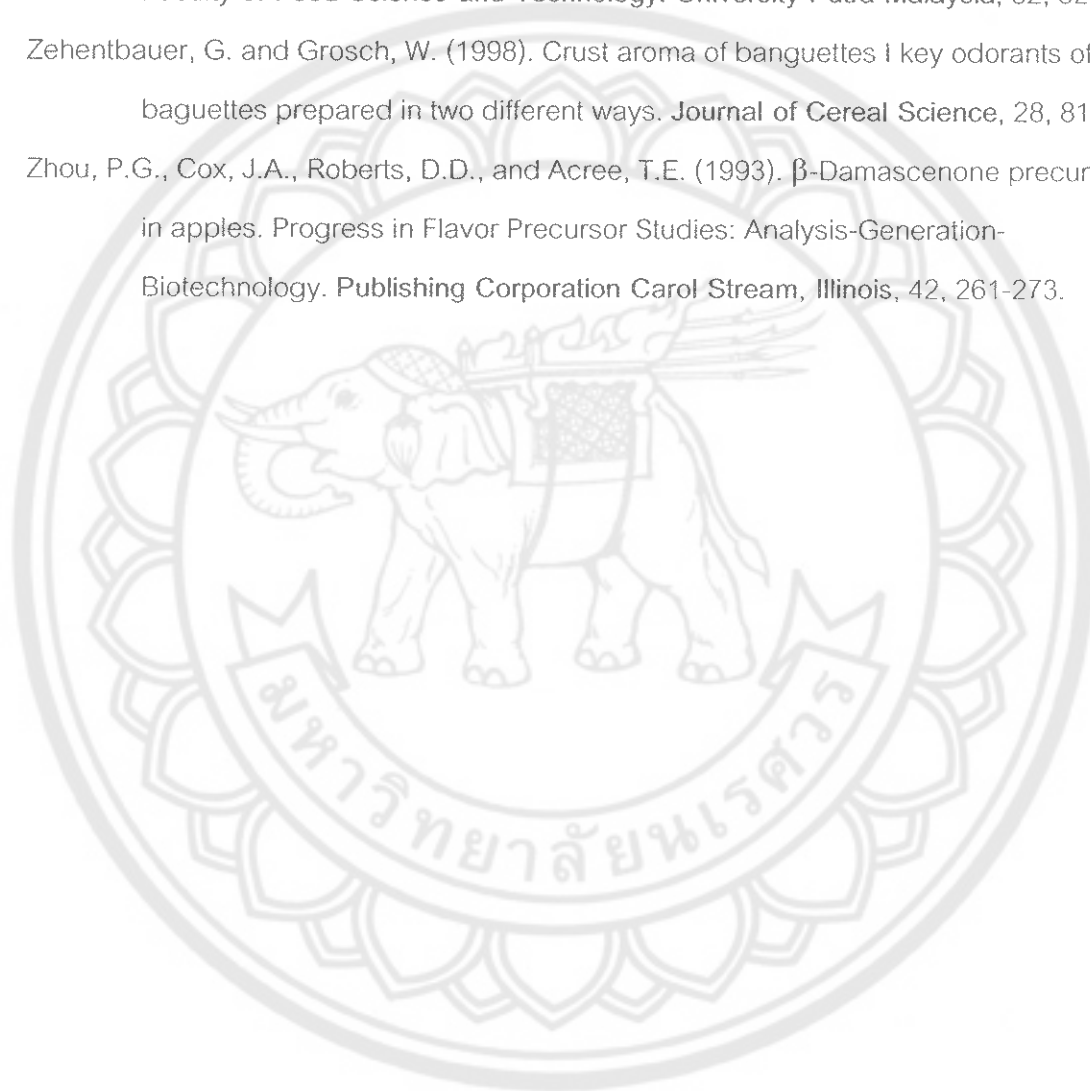 Zehentbauer, G. and Grosch, W. (1998). Crust aroma of banguettes I key odorants of
baguettes prepared in two different ways. Journal of Cereal Science, 28, 81
Zhou, P.G., Cox, J.A., Roberts, D.D., and Acree, T.E. (1993). β-Damascenone precur
in apples. Progress in Flavor Precursor Studies: Analysis-Generation-
Biotechnology. Publishing Corporation Carol Stream, Illinois, 42, 261-273.
มหาวิทยาลัยนเรศวร